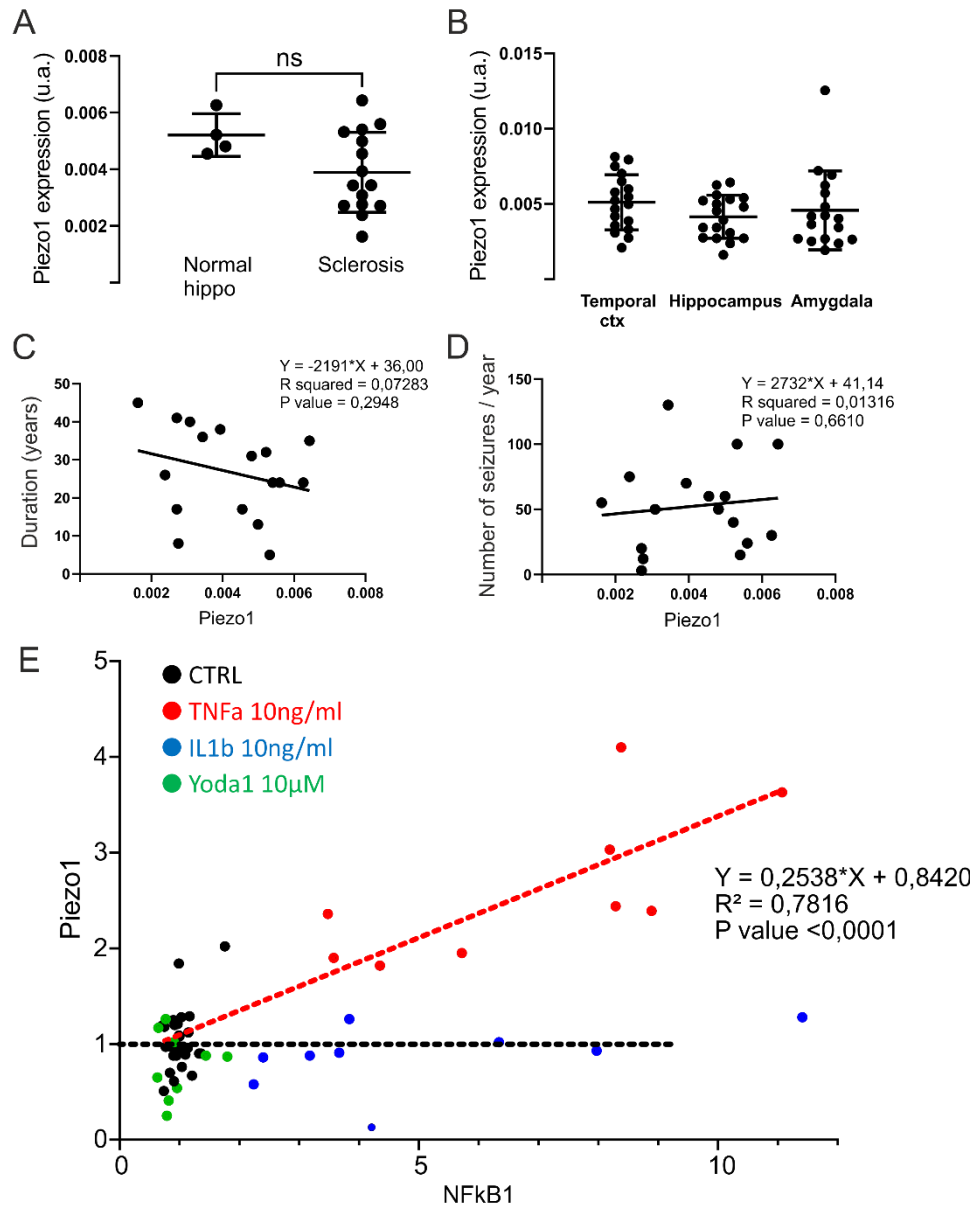 A
Piezo1 expression (u.a.)
0.008
0.006
0.004
0.002
ns
Normal
hippo
Sclerosis
B
Piezo1 expression (u.a.)
0.015
0.010
0.005
Temporal
ctx
Hippocampus
Amygdala
C
Y = -2191*X + 36,00
R squared = 0,07283
P value = 0,2948
Duration (years)
50
40
30
20
10
0
0.002
0.004
0.006
0.008
Piezo1
D
Y = 2732*X + 41,14
R squared = 0,01316
P value = 0,6610
Number of seizures / year
150
100
50
0
0.002
0.004
0.006
0.008
Piezo1
E
CTRL
TNFa 10ng/ml
IL1b 10ng/ml
Yoda1 10µM
Piezo1
5
4
3
2
1
0
Y = 0,2538*X + 0,8420
R² = 0,7816
P value <0,0001
0
5
10
NFkB1